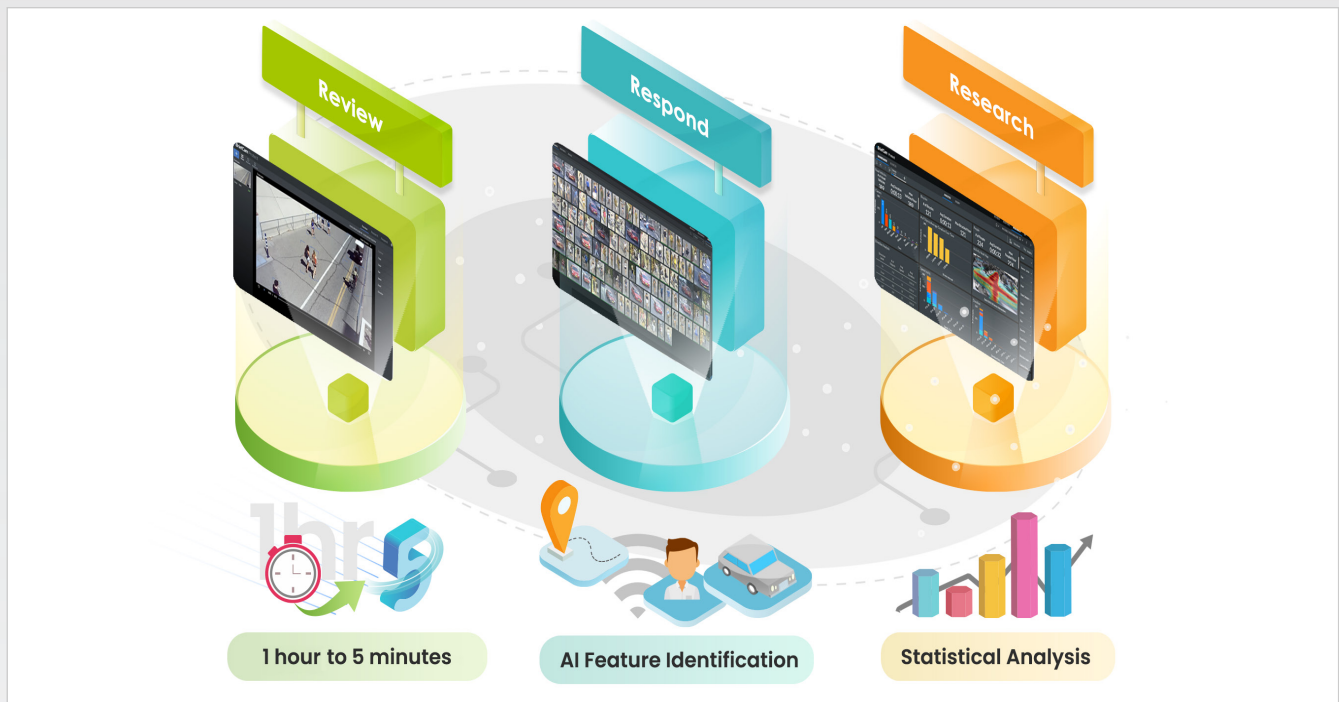 Review
Respond
Research
1hr
5
1 hour to 5 minutes
AI Feature Identification
Statistical Analysis